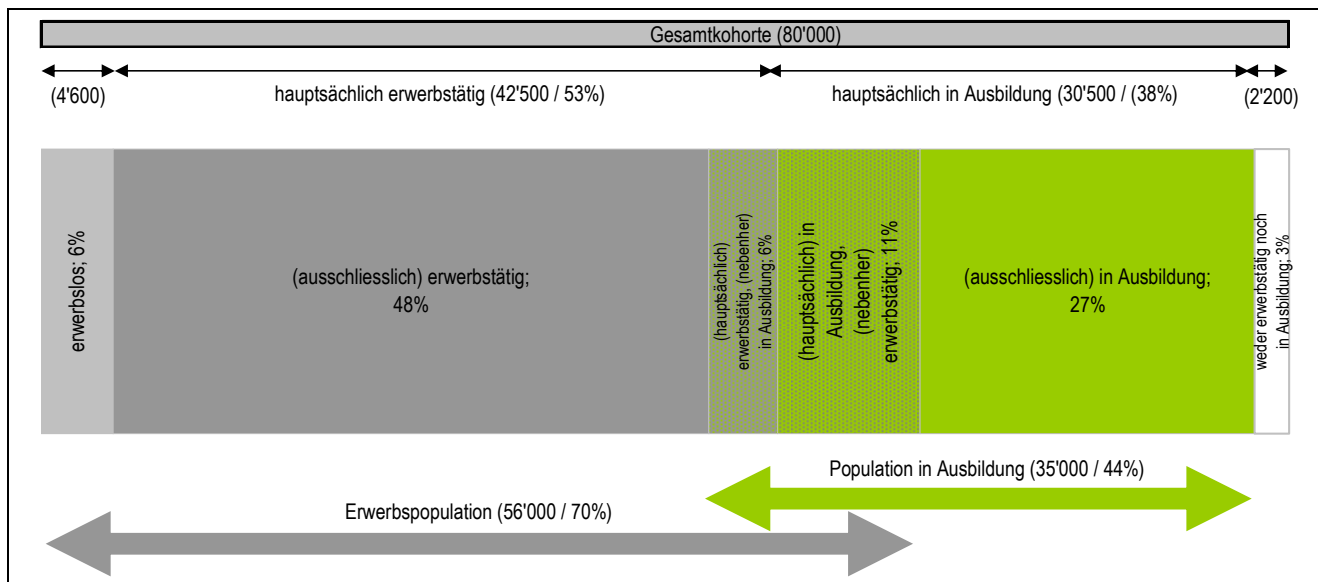 Gesamtkohorte (80'000)
(4'600)
hauptsächlich erwerbstätig (42'500 / 53%)
hauptsächlich in Ausbildung (30'500 / (38%)
(2'200)
erwerbslos; 6%
(ausschliesslich) erwerbstätig;
48%
(hauptsächlich)
erwerbstätig, (nebenher)
in Ausbildung; 6%
(hauptsächlich) in
Ausbildung,
(nebenher)
erwerbstätig; 11%
(ausschliesslich) in Ausbildung;
27%
weder erwerbstätig noch
in Ausbildung; 3%
Population in Ausbildung (35'000 / 44%)
Erwerbspopulation (56'000 / 70%)